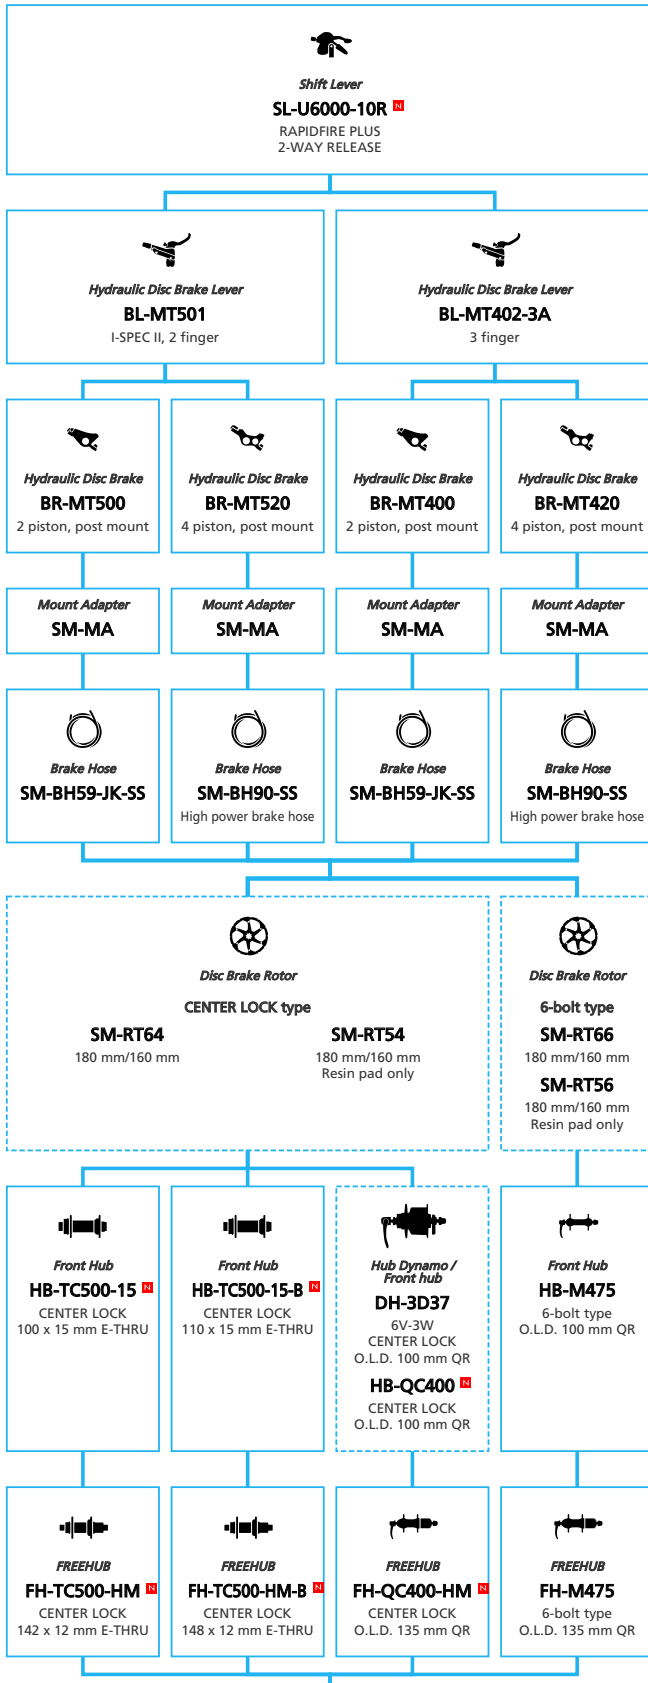 Shift Lever
SL-U6000-10R N
RAPIDFIRE PLUS
2-WAY RELEASE
Hydraulic Disc Brake Lever
BL-MT501
I-SPEC II, 2 finger
Hydraulic Disc Brake Lever
BL-MT402-3A
3 finger
Hydraulic Disc Brake
BR-MT500
2 piston, post mount
Hydraulic Disc Brake
BR-MT520
4 piston, post mount
Hydraulic Disc Brake
BR-MT400
2 piston, post mount
Hydraulic Disc Brake
BR-MT420
4 piston, post mount
Mount Adapter
SM-MA
Mount Adapter
SM-MA
Mount Adapter
SM-MA
Mount Adapter
SM-MA
Brake Hose
SM-BH59-JK-SS
Brake Hose
SM-BH90-SS
High power brake hose
Brake Hose
SM-BH59-JK-SS
Brake Hose
SM-BH90-SS
High power brake hose
Disc Brake Rotor
CENTER LOCK type
SM-RT64
180 mm/160 mm
SM-RT54
180 mm/160 mm
Resin pad only
Disc Brake Rotor
6-bolt type
SM-RT66
180 mm/160 mm
SM-RT56
180 mm/160 mm
Resin pad only
Front Hub
HB-TC500-15 N
CENTER LOCK
100 x 15 mm E-THRU
Front Hub
HB-TC500-15-B N
CENTER LOCK
110 x 15 mm E-THRU
Hub Dynamo /
Front hub
DH-3D37
6V-3W
CENTER LOCK
O.L.D. 100 mm QR
HB-QC400 N
CENTER LOCK
O.L.D. 100 mm QR
Front Hub
HB-M475
6-bolt type
O.L.D. 100 mm QR
FREEHUB
FH-TC500-HM N
CENTER LOCK
142 x 12 mm E-THRU
FREEHUB
FH-TC500-HM-B N
CENTER LOCK
148 x 12 mm E-THRU
FREEHUB
FH-QC400-HM N
CENTER LOCK
O.L.D. 135 mm QR
FREEHUB
FH-M475
6-bolt type
O.L.D. 135 mm QR